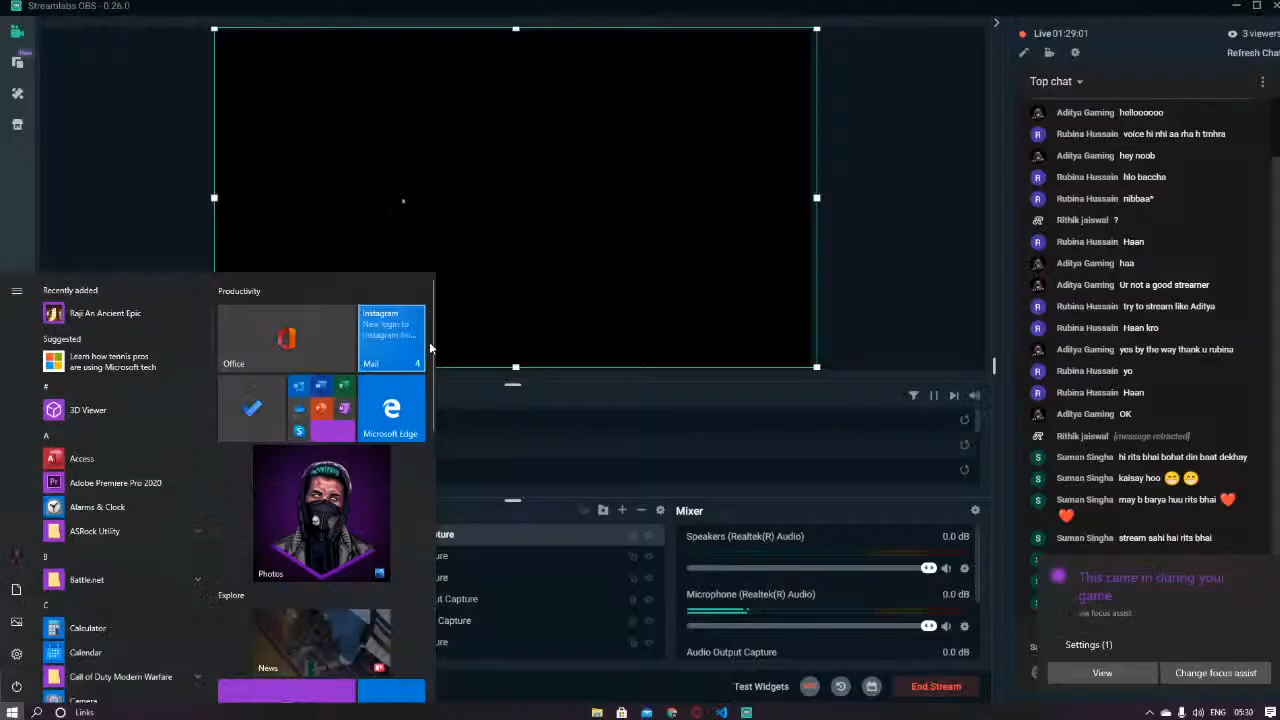 Streamlabs OBS - 0.26.0
Live 01:29:01
3 viewers
Refresh Chat
Top chat
Aditya Gaming helloooooo
Rubina Hussain voice hi nhi aa rha h tmhra
Aditya Gaming hey noob
Rubina Hussain hlo baccha
Rubina Hussain nibbaa*
Rithik jaiswal ?
Rubina Hussain Haan
Aditya Gaming haa
Aditya Gaming Ur not a good streamer
Rubina Hussain try to stream like Aditya
Rubina Hussain Haan kro
Aditya Gaming yes by the way thank u rubina
Rubina Hussain yo
Rubina Hussain Haan
Aditya Gaming OK
Rithik jaiswal [message retracted]
Suman Singha hi rits bhai bohat din baat dekhay
Suman Singha kaisay hoo 😁 😁
Suman Singha may b barya huu rits bhai ❤️
❤️
Suman Singha stream sahi hai rits bhai
This came in during your
game
focus assist
Settings (1)
View
Change focus assist
Recently added
Raji An Ancient Epic
Suggested
Learn how tennis pros
are using Microsoft tech
#
3D Viewer
A
Access
Adobe Premiere Pro 2020
Alarms & Clock
ASRock Utility
B
Battle.net
C
Calculator
Calendar
Call of Duty Modern Warfare
Camera
Productivity
Office
Instagram
New login to
Mail 4
Microsoft Edge
Photos
Explore
News
Mixer
Speakers (Realtek(R) Audio) 0.0 dB
Microphone (Realtek(R) Audio) 0.0 dB
Audio Output Capture 0.0 dB
Test Widgets
End Stream
Links
ENG 05:30